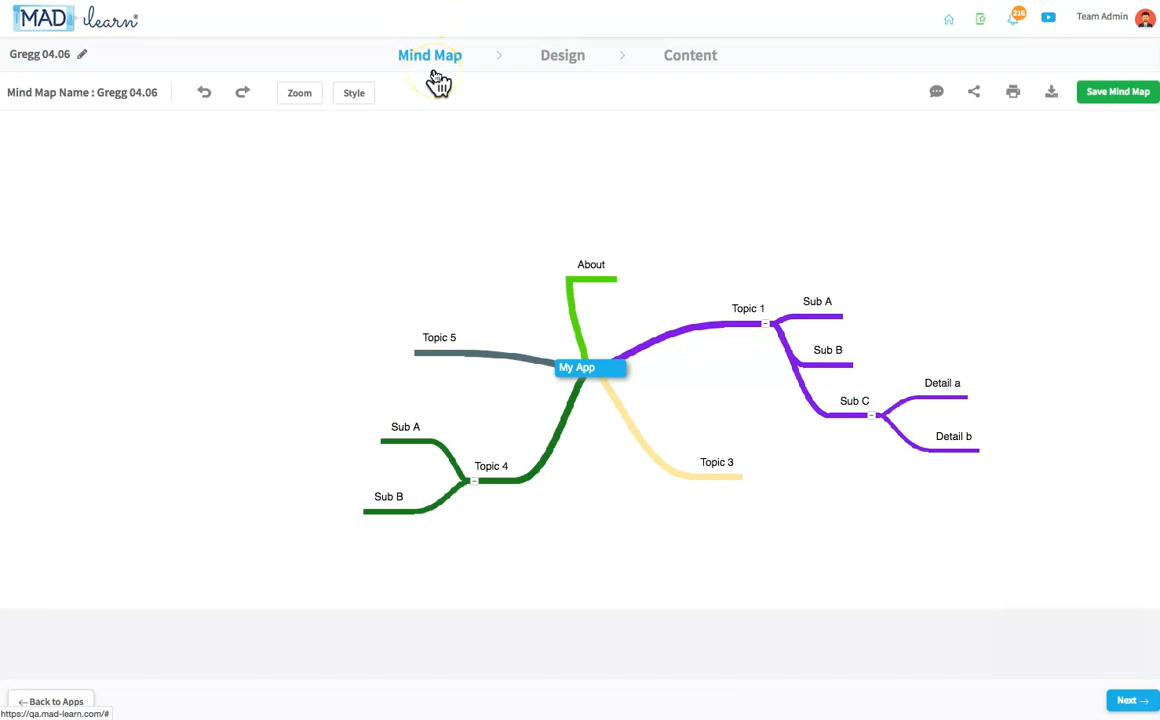 MAD learn®
216
Team Admin
Gregg 04.06
Mind Map > Design > Content
Mind Map Name : Gregg 04.06
Zoom
Style
Save Mind Map
About
Topic 1
Sub A
Topic 5
Sub B
My App
Detail a
Sub C
Sub A
Detail b
Topic 3
Topic 4
Sub B
← Back to Apps
Next →
https://qa.mad-learn.com/#